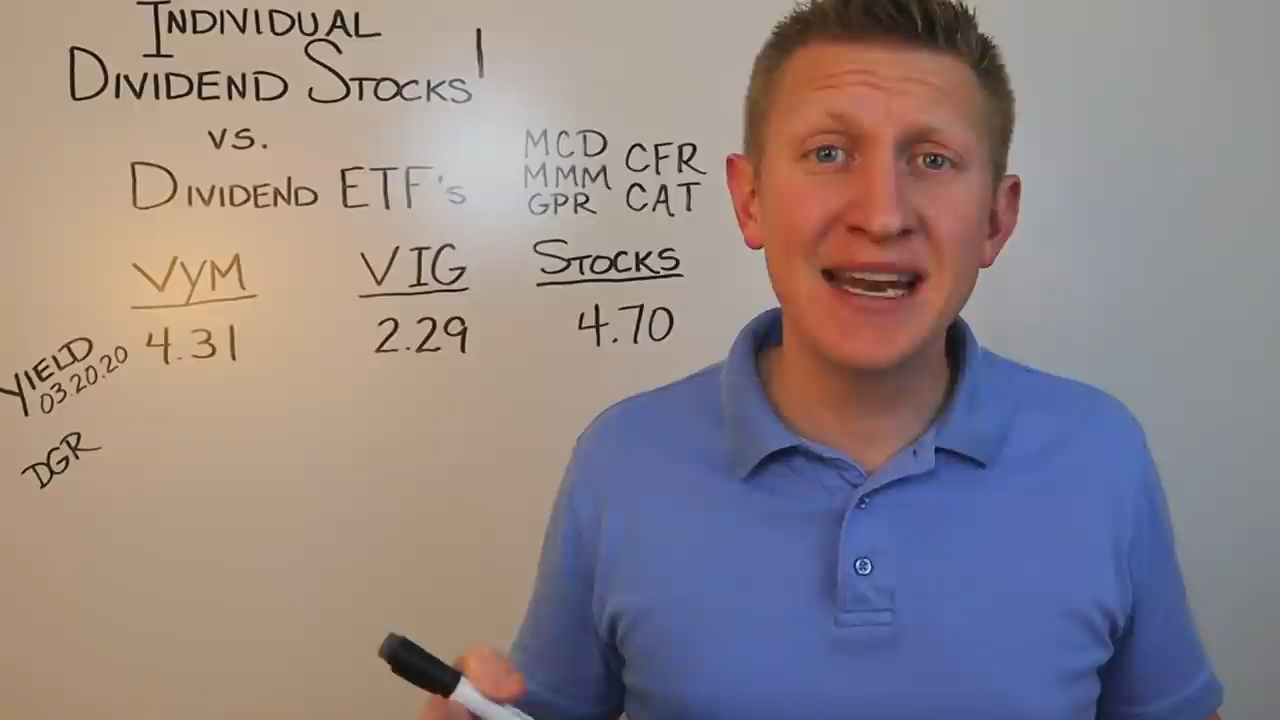 INDIVIDUAL
DIVIDEND STOCKS
vs.
DIVIDEND ETF's
MCD CFR
MMM CAT
GPR
VYM VIG STOCKS
YIELD 4.31 2.29 4.70
03.20.20
DGR